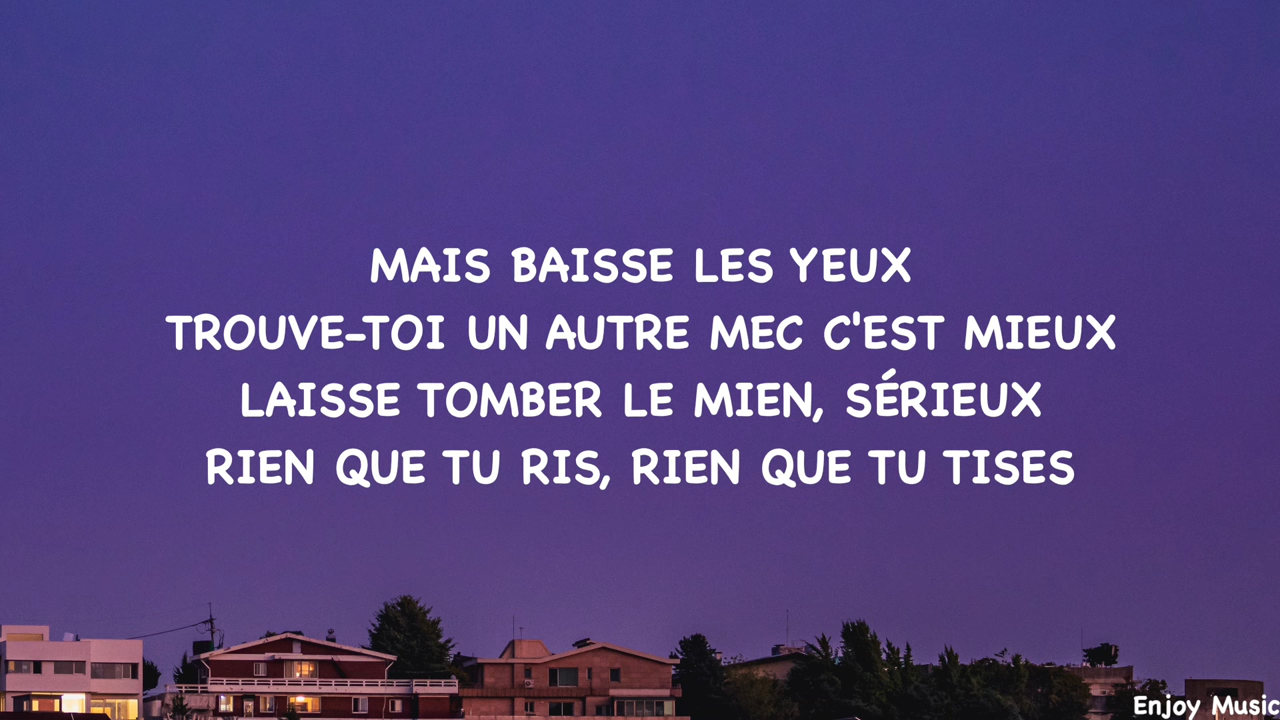 MAIS BAISSE LES YEUX
TROUVE-TOI UN AUTRE MEC C'EST MIEUX
LAISSE TOMBER LE MIEN, SÉRIEUX
RIEN QUE TU RIS, RIEN QUE TU TISES
Enjoy Music